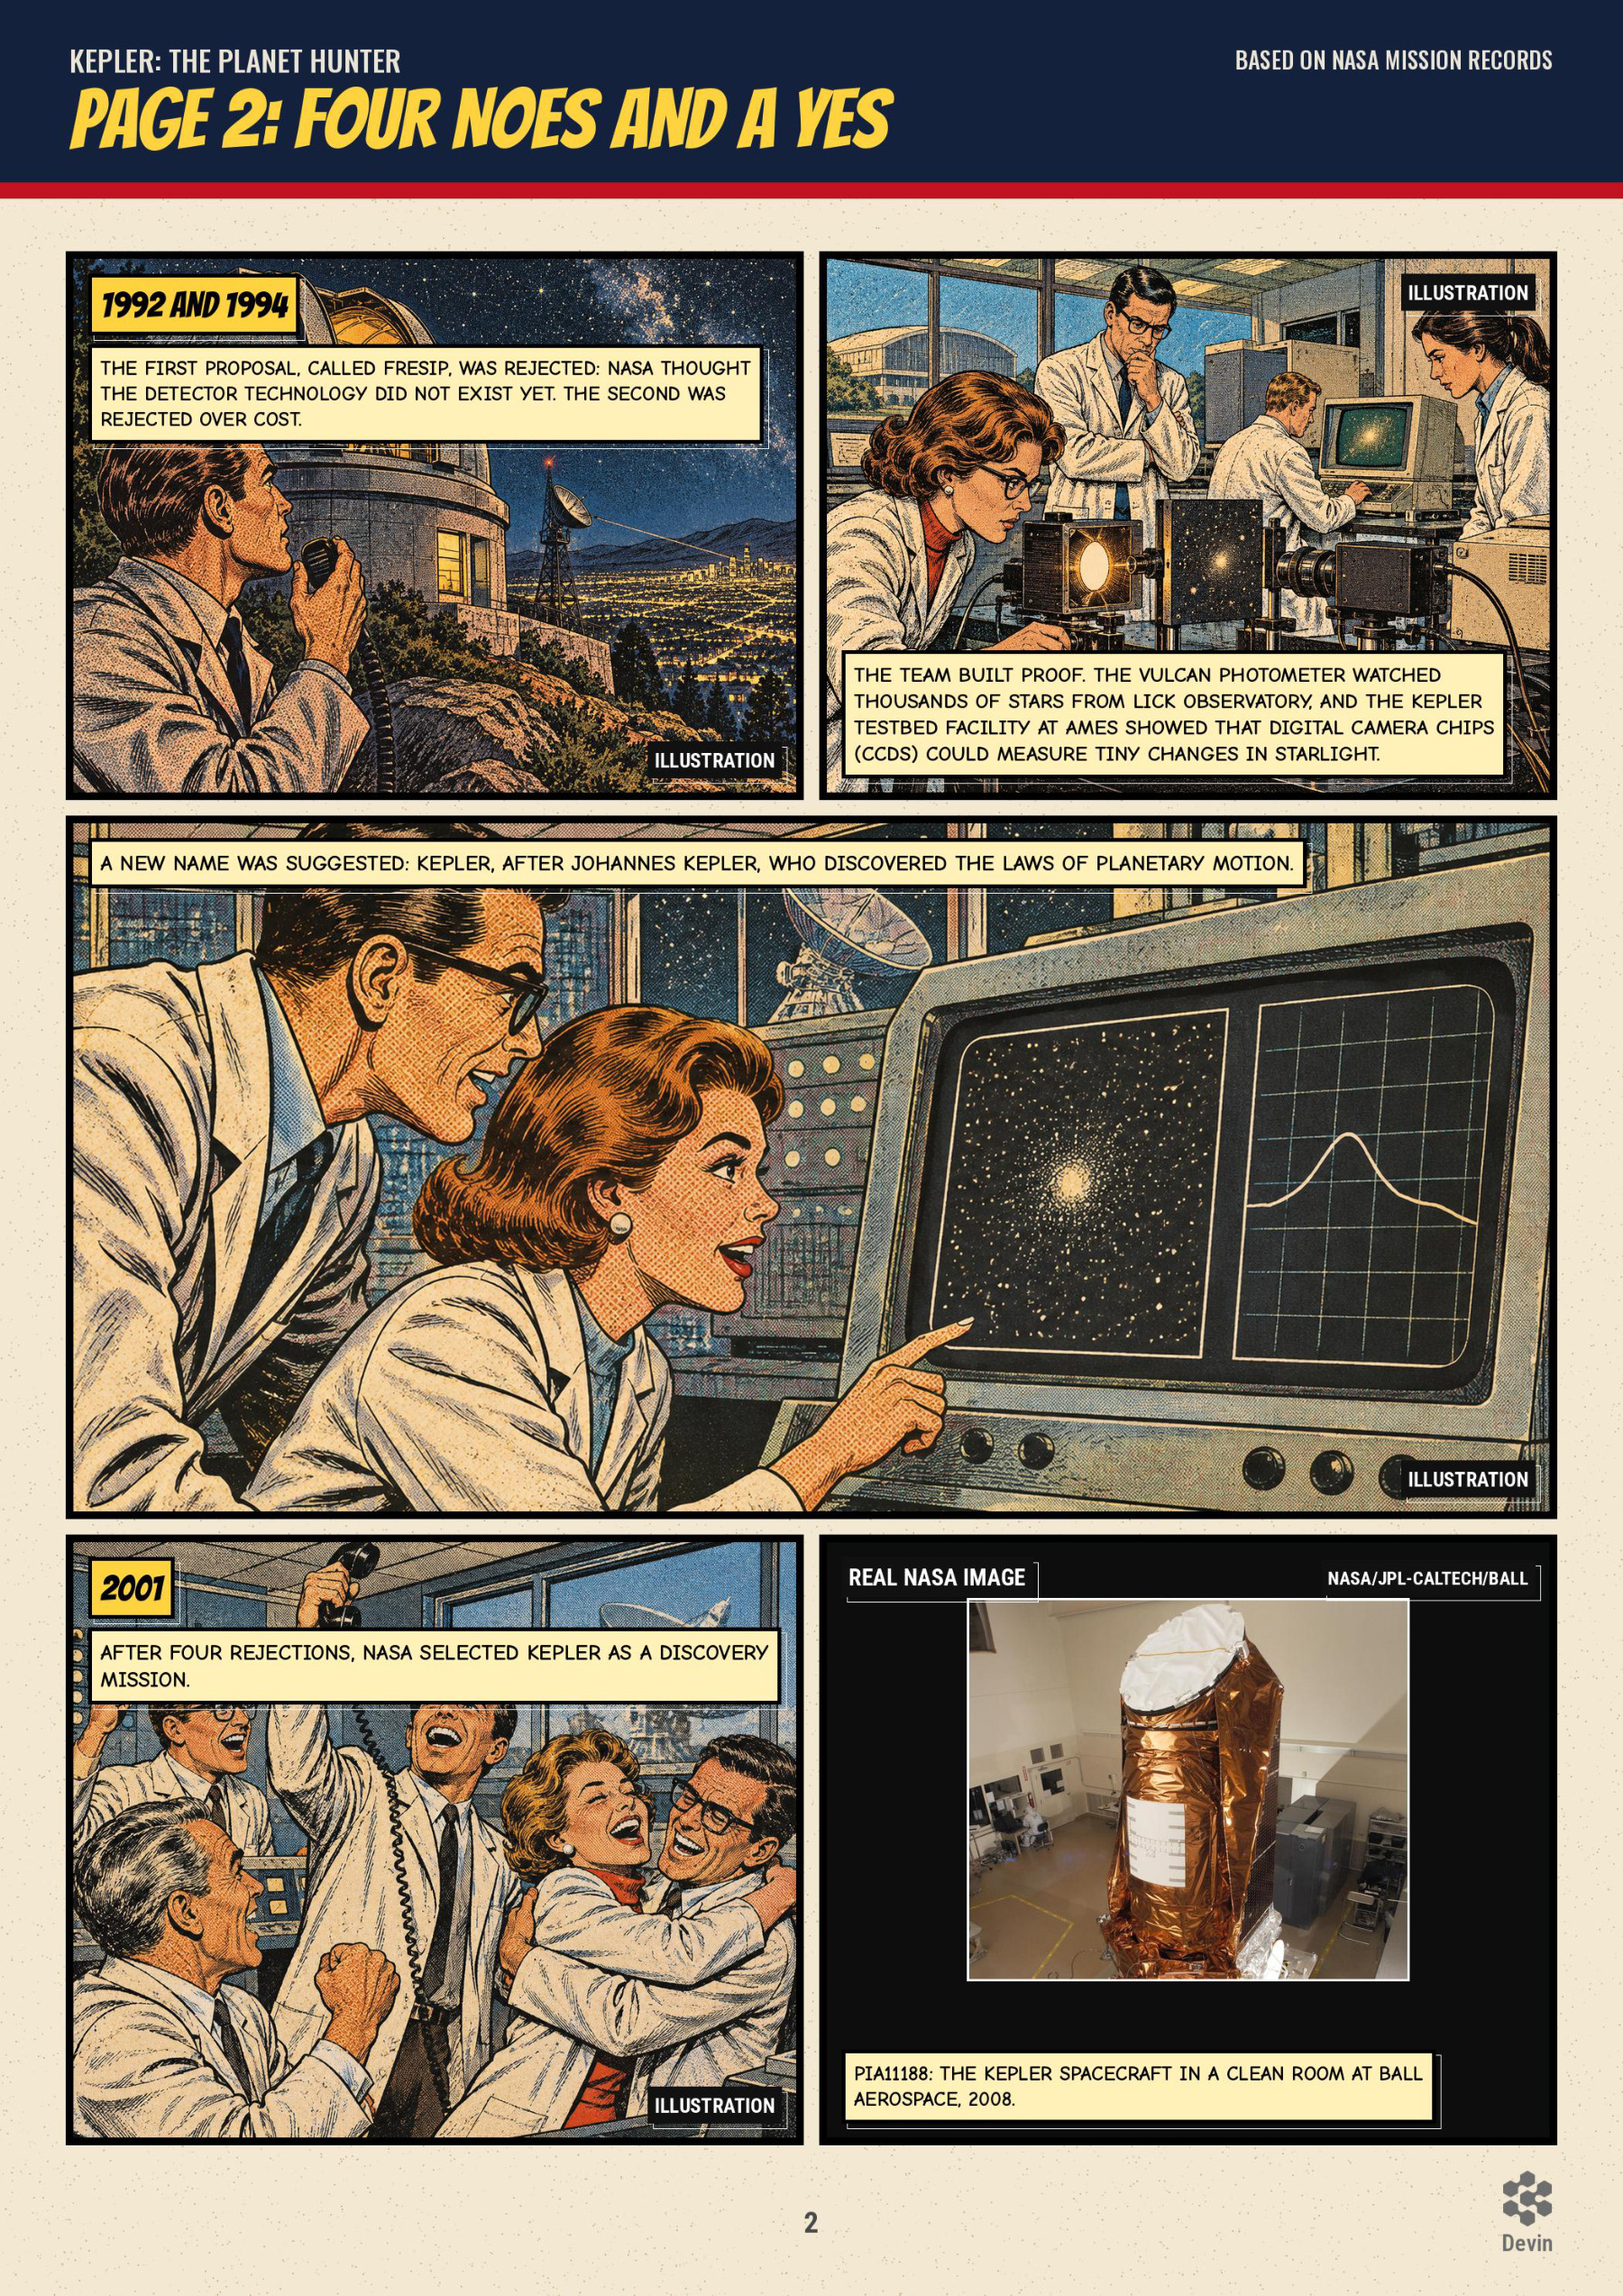 KEPLER: THE PLANET HUNTER
BASED ON NASA MISSION RECORDS
PAGE 2: FOUR NOES AND A YES
1992 AND 1994
THE FIRST PROPOSAL, CALLED FRESIP, WAS REJECTED: NASA THOUGHT
THE DETECTOR TECHNOLOGY DID NOT EXIST YET. THE SECOND WAS
REJECTED OVER COST.
ILLUSTRATION
ILLUSTRATION
THE TEAM BUILT PROOF. THE VULCAN PHOTOMETER WATCHED
THOUSANDS OF STARS FROM LICK OBSERVATORY, AND THE KEPLER
TESTBED FACILITY AT AMES SHOWED THAT DIGITAL CAMERA CHIPS
(CCDS) COULD MEASURE TINY CHANGES IN STARLIGHT.
A NEW NAME WAS SUGGESTED: KEPLER, AFTER JOHANNES KEPLER, WHO DISCOVERED THE LAWS OF PLANETARY MOTION.
ILLUSTRATION
2001
AFTER FOUR REJECTIONS, NASA SELECTED KEPLER AS A DISCOVERY
MISSION.
ILLUSTRATION
REAL NASA IMAGE
NASA/JPL-CALTECH/BALL
PIA11188: THE KEPLER SPACECRAFT IN A CLEAN ROOM AT BALL
AEROSPACE, 2008.
2
Devin